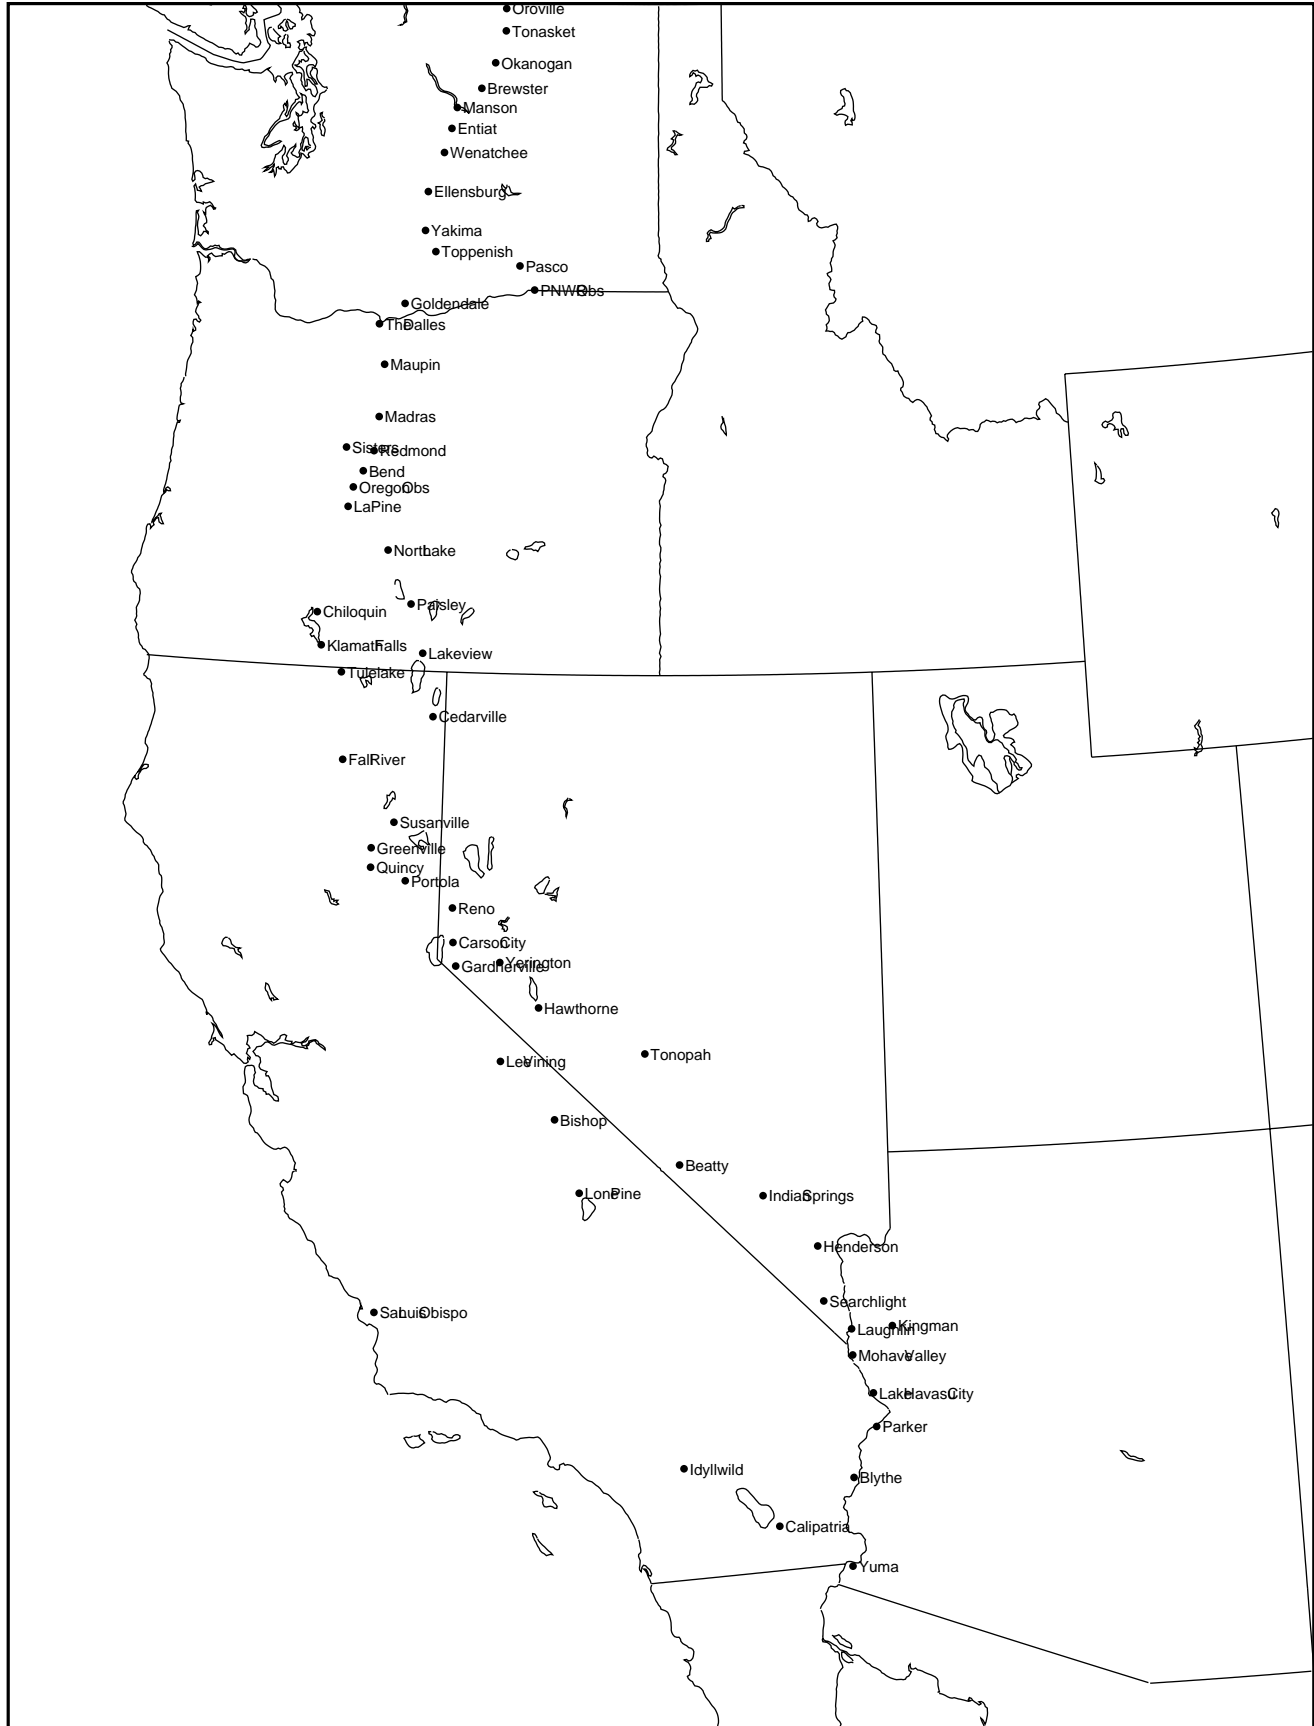 Oroville
Tonasket
Okanogan
Brewster
Manson
Entiat
Wenatchee
Ellensburg
Yakima
Toppenish
Pasco
PNWRObs
Goldendale
TheDalles
Maupin
Madras
Sisters
Redmond
Bend
OregonObs
LaPine
NorthLake
Paisley
Chiloquin
KlamathFalls
Lakeview
Tulelake
Cedarville
FallRiver
Susanville
Greenville
Quincy
Portola
Reno
CarsonCity
Yerington
Gardnerville
Hawthorne
Tonopah
LeeVining
Bishop
Beatty
LonePine
IndianSprings
Henderson
Searchlight
SanLuisObispo
Kingman
Laughlin
MohaveValley
LakeHavasuCity
Parker
Idyllwild
Blythe
Calipatria
Yuma